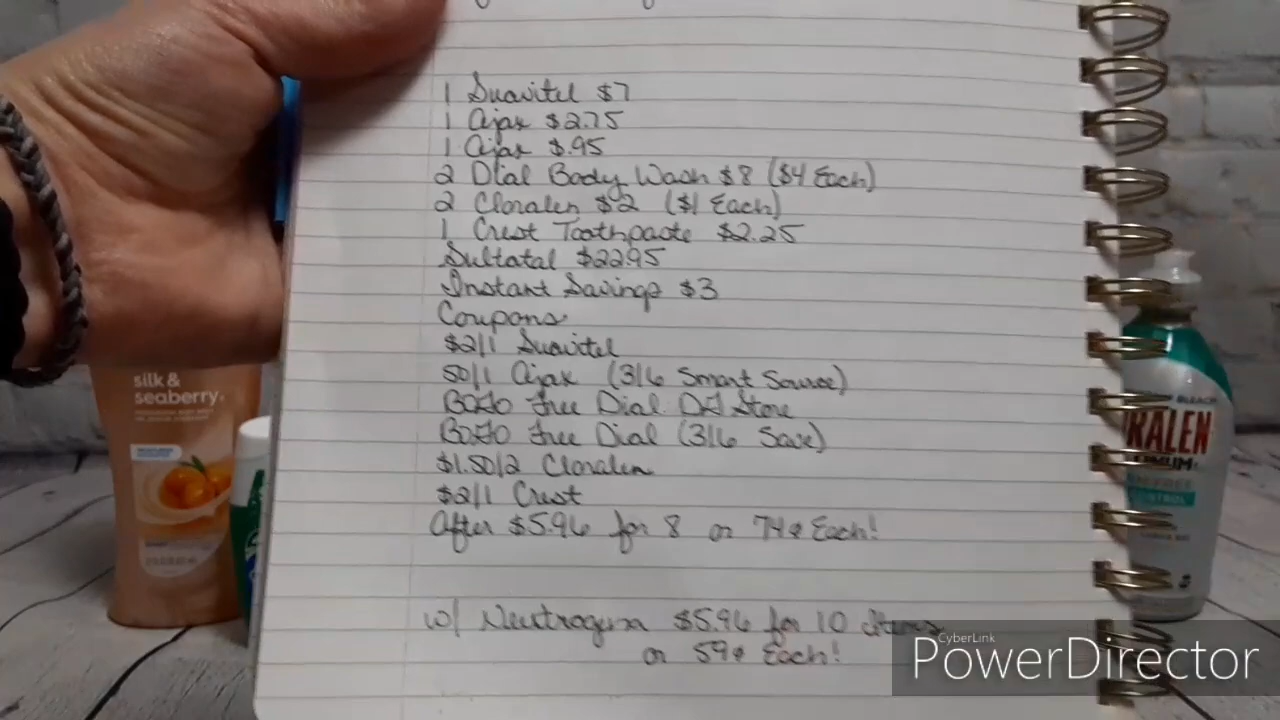 1 Suavitel $7
1 Ajax $2.75
1 Ajax $.95
2 Dial Body Wash $8 ($4 Each)
2 Cloralen $2 ($1 Each)
1 Crest Toothpaste $2.25
Subtotal $22.95
Instant Savings $3
Coupons
$2/1 Suavitel
50/1 Ajax (3/6 Smart Source)
BOGO Free Dial DG Store
BOGO Free Dial (3/6 Save)
$1.50/2 Cloralen
$2/1 Crest
After $5.96 for 8 or 74¢ Each!
w/ Neutrogena $5.96 for 10 Items
or 59¢ Each!
silk &
seaberry
RALEN
CyberLink
PowerDirector